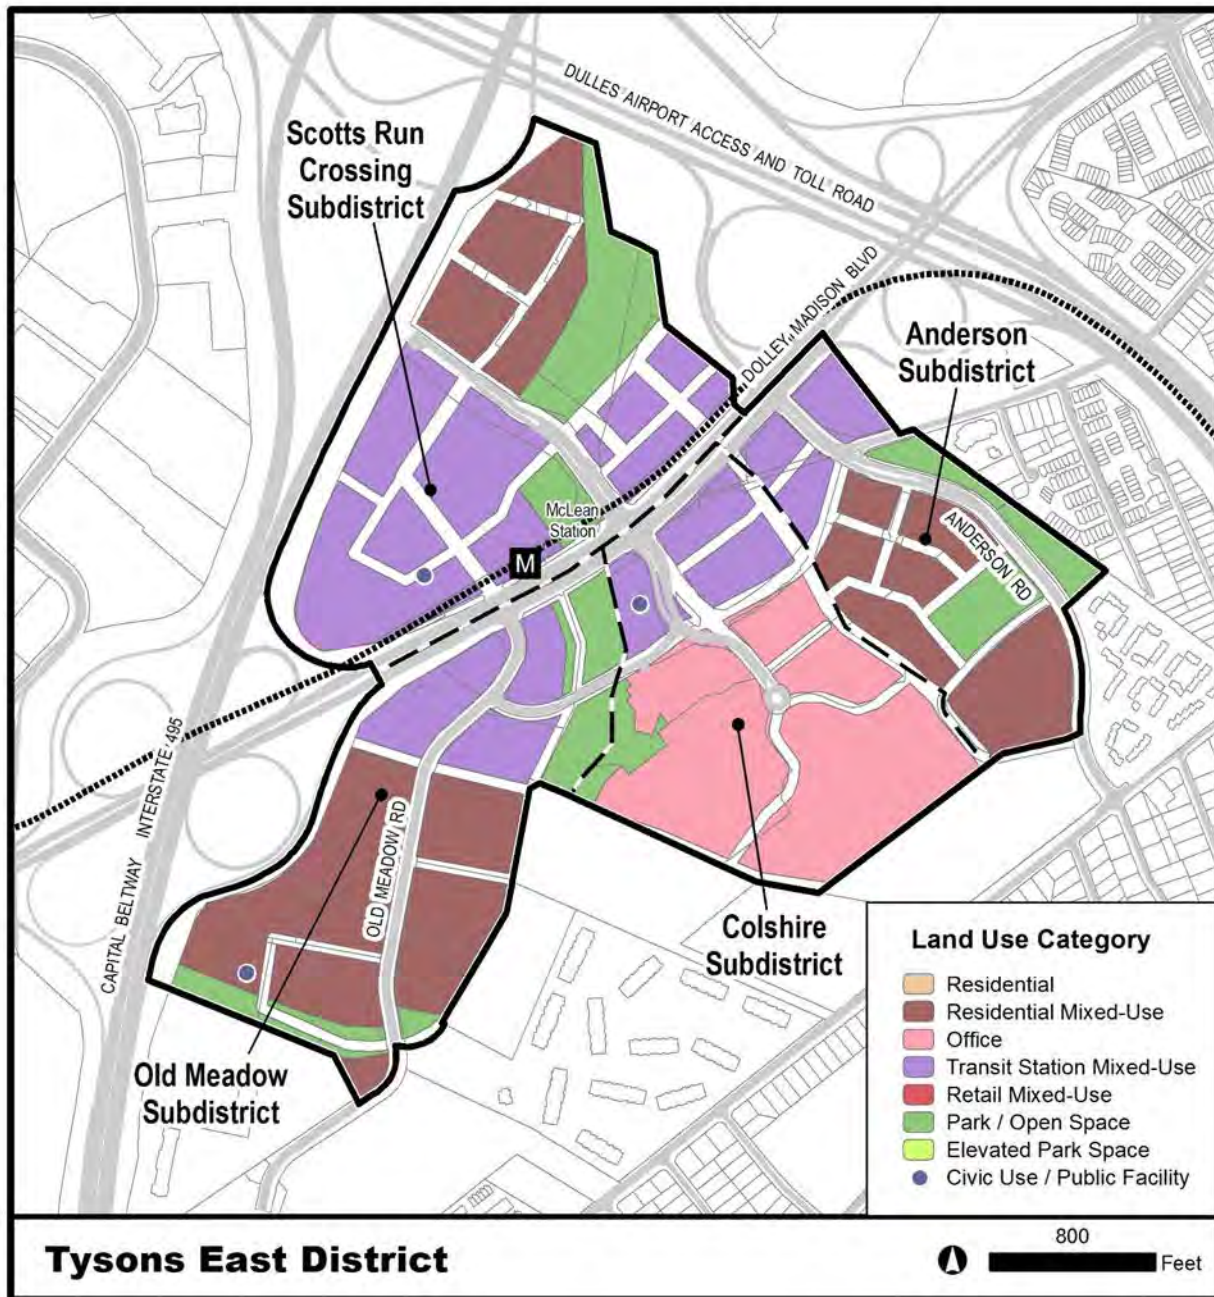 DULLES AIRPORT ACCESS AND TOLL ROAD
Scotts Run
Crossing
Subdistrict
DOLLEY MADISON BLVD
Anderson
Subdistrict
McLean
Station
M
ANDERSON RD
CAPITAL BELTWAY INTERSTATE 495
OLD MEADOW RD
Colshire
Subdistrict
Old Meadow
Subdistrict
Land Use Category
Residential
Residential Mixed-Use
Office
Transit Station Mixed-Use
Retail Mixed-Use
Park / Open Space
Elevated Park Space
Civic Use / Public Facility
Tysons East District
800
Feet